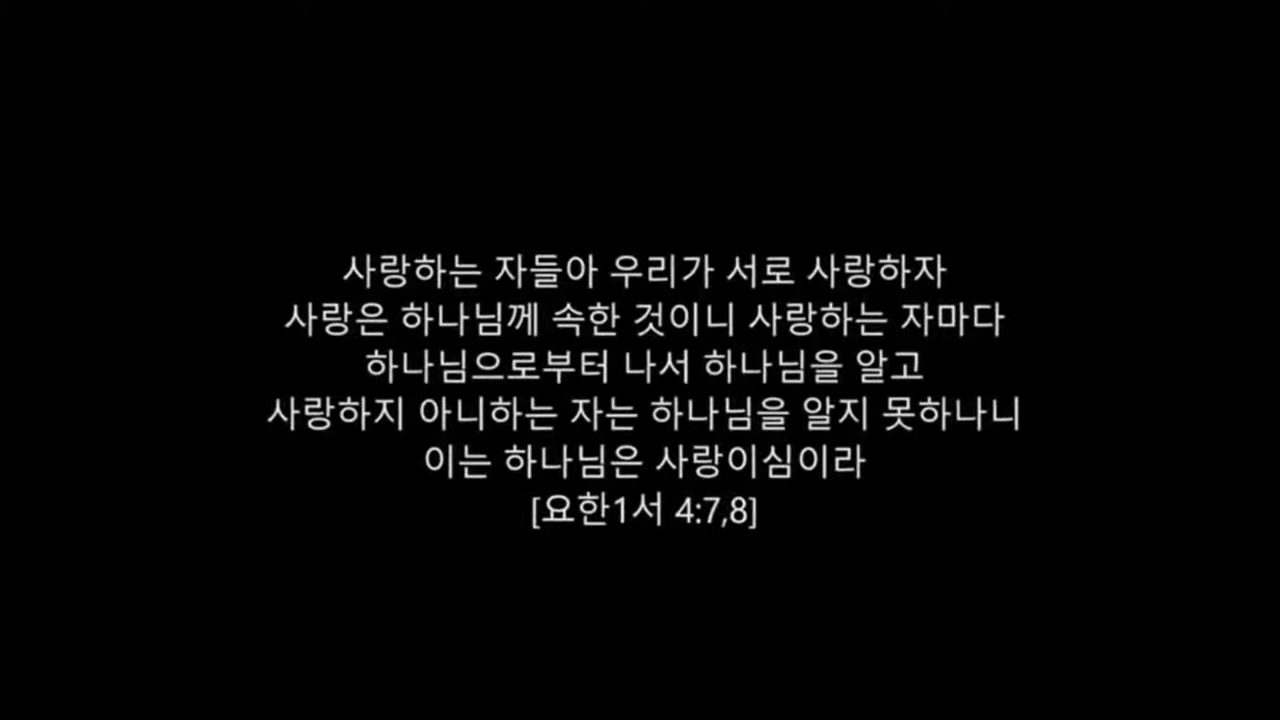 사랑하는 자들아 우리가 서로 사랑하자
사랑은 하나님께 속한 것이니 사랑하는 자마다
하나님으로부터 나서 하나님을 알고
사랑하지 아니하는 자는 하나님을 알지 못하나니
이는 하나님은 사랑이심이라
[요한1서 4:7,8]